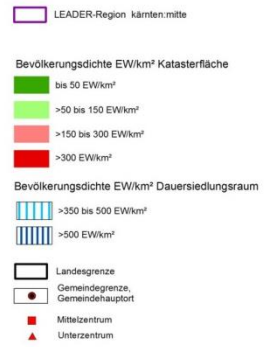 LEADER-Region kärnten:mitte
Bevölkerungsdichte EW/km² Katasterfläche
bis 50 EW/km²
>50 bis 150 EW/km²
>150 bis 300 EW/km²
>300 EW/km²
Bevölkerungsdichte EW/km² Dauersiedlungsraum
>350 bis 500 EW/km²
>500 EW/km²
Landesgrenze
Gemeindegrenze,
Gemeindehauptort
Mittelzentrum
Unterzentrum